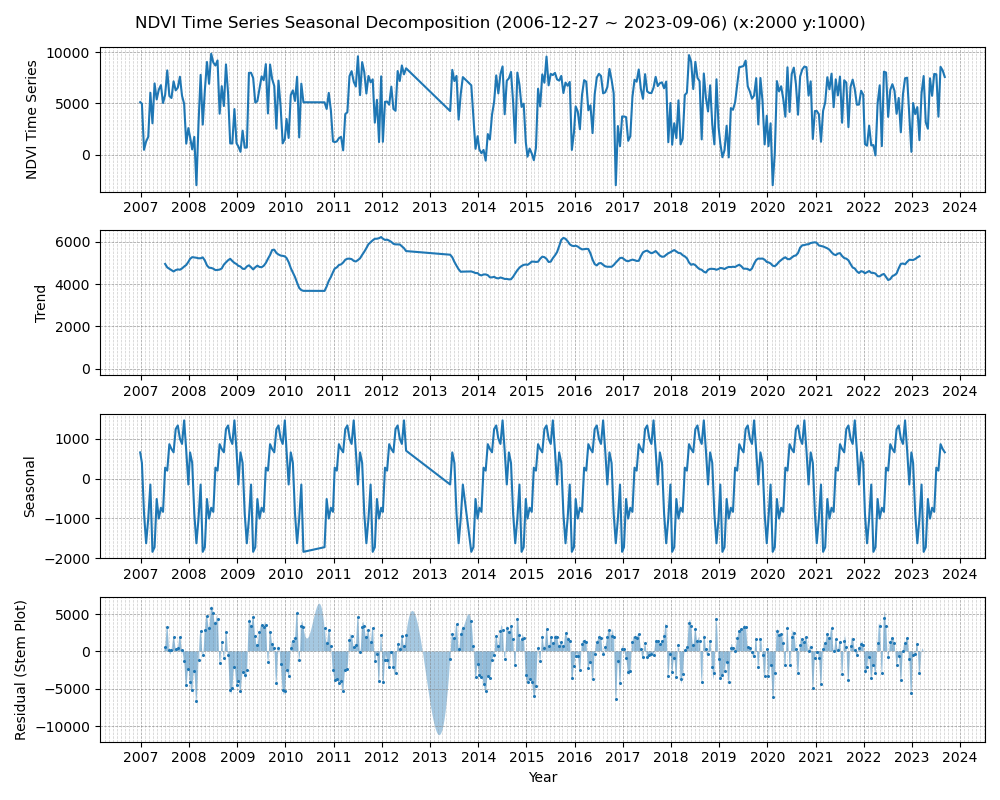 NDVI Time Series Seasonal Decomposition (2006-12-27 ~ 2023-09-06) (x:2000 y:1000)
NDVI Time Series
10000
5000
0
2007 2008 2009 2010 2011 2012 2013 2014 2015 2016 2017 2018 2019 2020 2021 2022 2023 2024
Trend
6000
4000
2000
0
2007 2008 2009 2010 2011 2012 2013 2014 2015 2016 2017 2018 2019 2020 2021 2022 2023 2024
Seasonal
1000
0
−1000
−2000
2007 2008 2009 2010 2011 2012 2013 2014 2015 2016 2017 2018 2019 2020 2021 2022 2023 2024
Residual (Stem Plot)
5000
0
−5000
−10000
2007 2008 2009 2010 2011 2012 2013 2014 2015 2016 2017 2018 2019 2020 2021 2022 2023 2024
Year